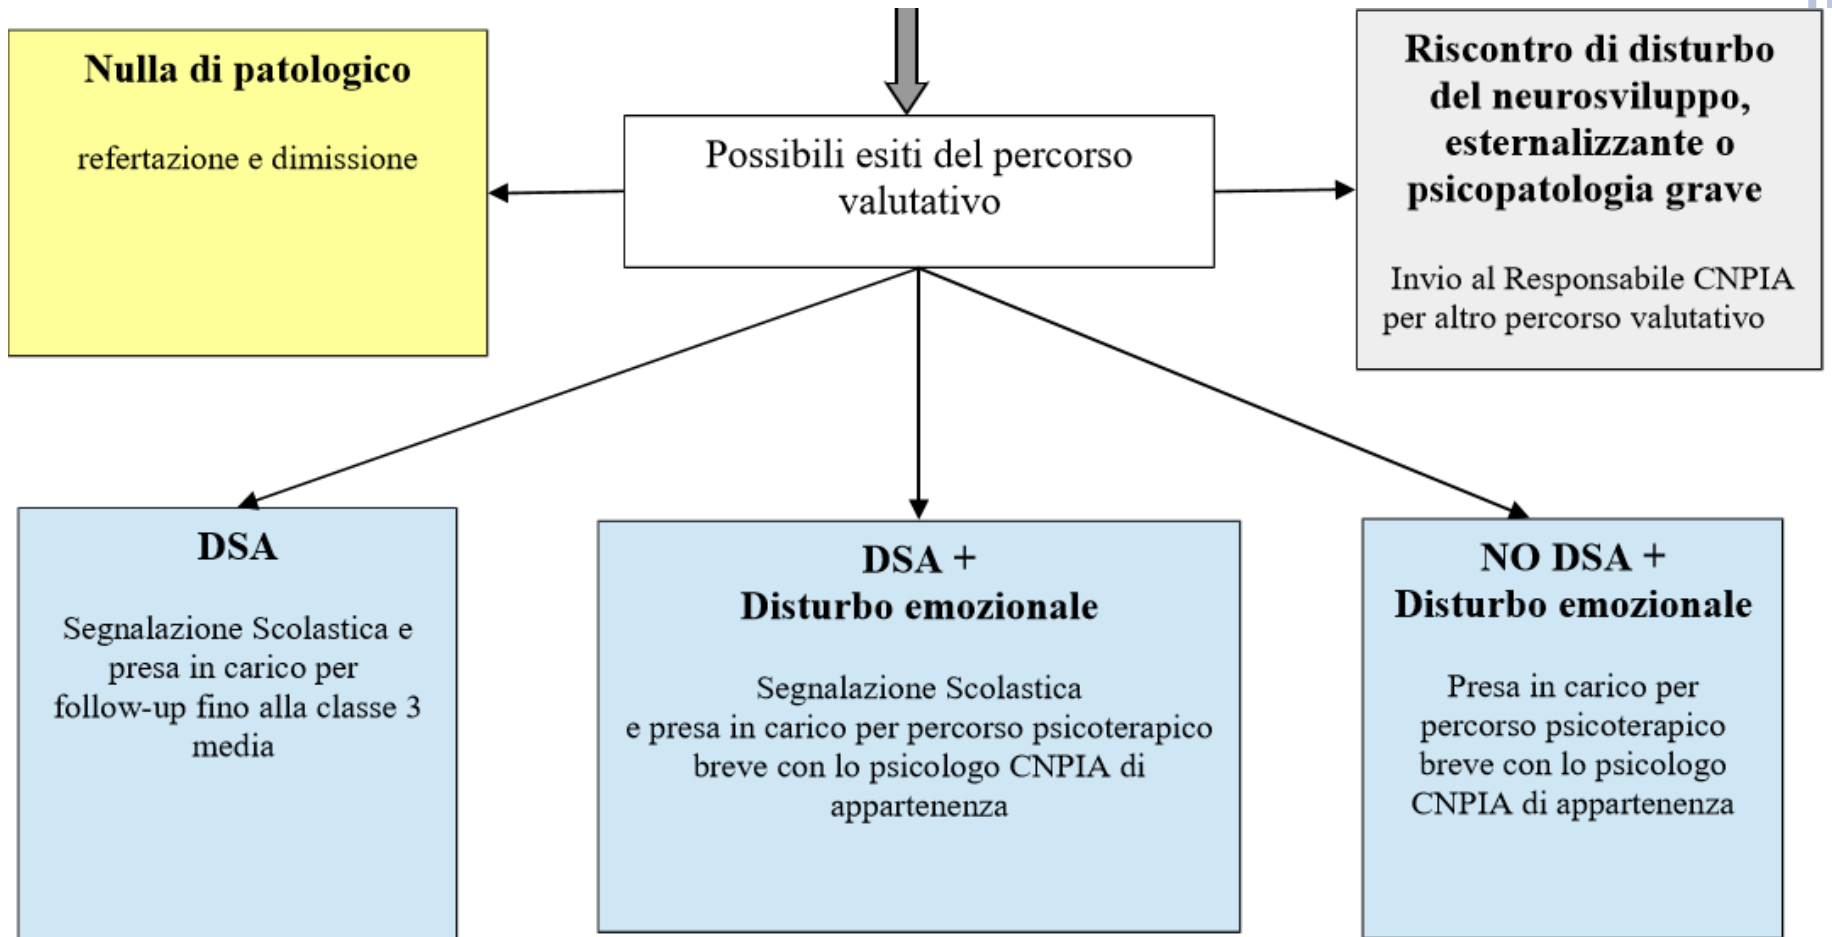 Nulla di patologico
refertazione e dimissione
Possibili esiti del percorso
valutativo
Riscontro di disturbo
del neurosviluppo,
esternalizzante o
psicopatologia grave
Invio al Responsabile CNPIA
per altro percorso valutativo
DSA
Segnalazione Scolastica e
presa in carico per
follow-up fino alla classe 3
media
DSA +
Disturbo emozionale
Segnalazione Scolastica
e presa in carico per percorso psicoterapico
breve con lo psicologo CNPIA di
appartenenza
NO DSA +
Disturbo emozionale
Presa in carico per
percorso psicoterapico
breve con lo psicologo
CNPIA di appartenenza